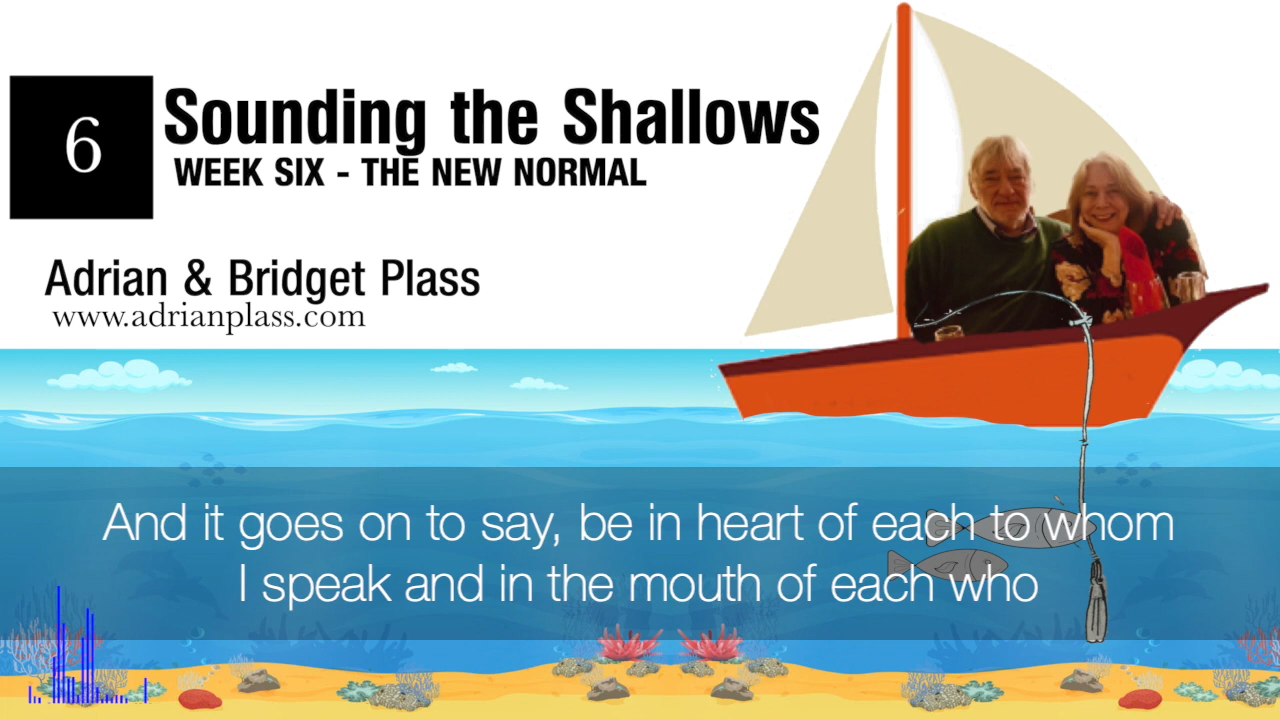 6
Sounding the Shallows
WEEK SIX - THE NEW NORMAL
Adrian & Bridget Plass
www.adrianplass.com
And it goes on to say, be in heart of each to whom
I speak and in the mouth of each who